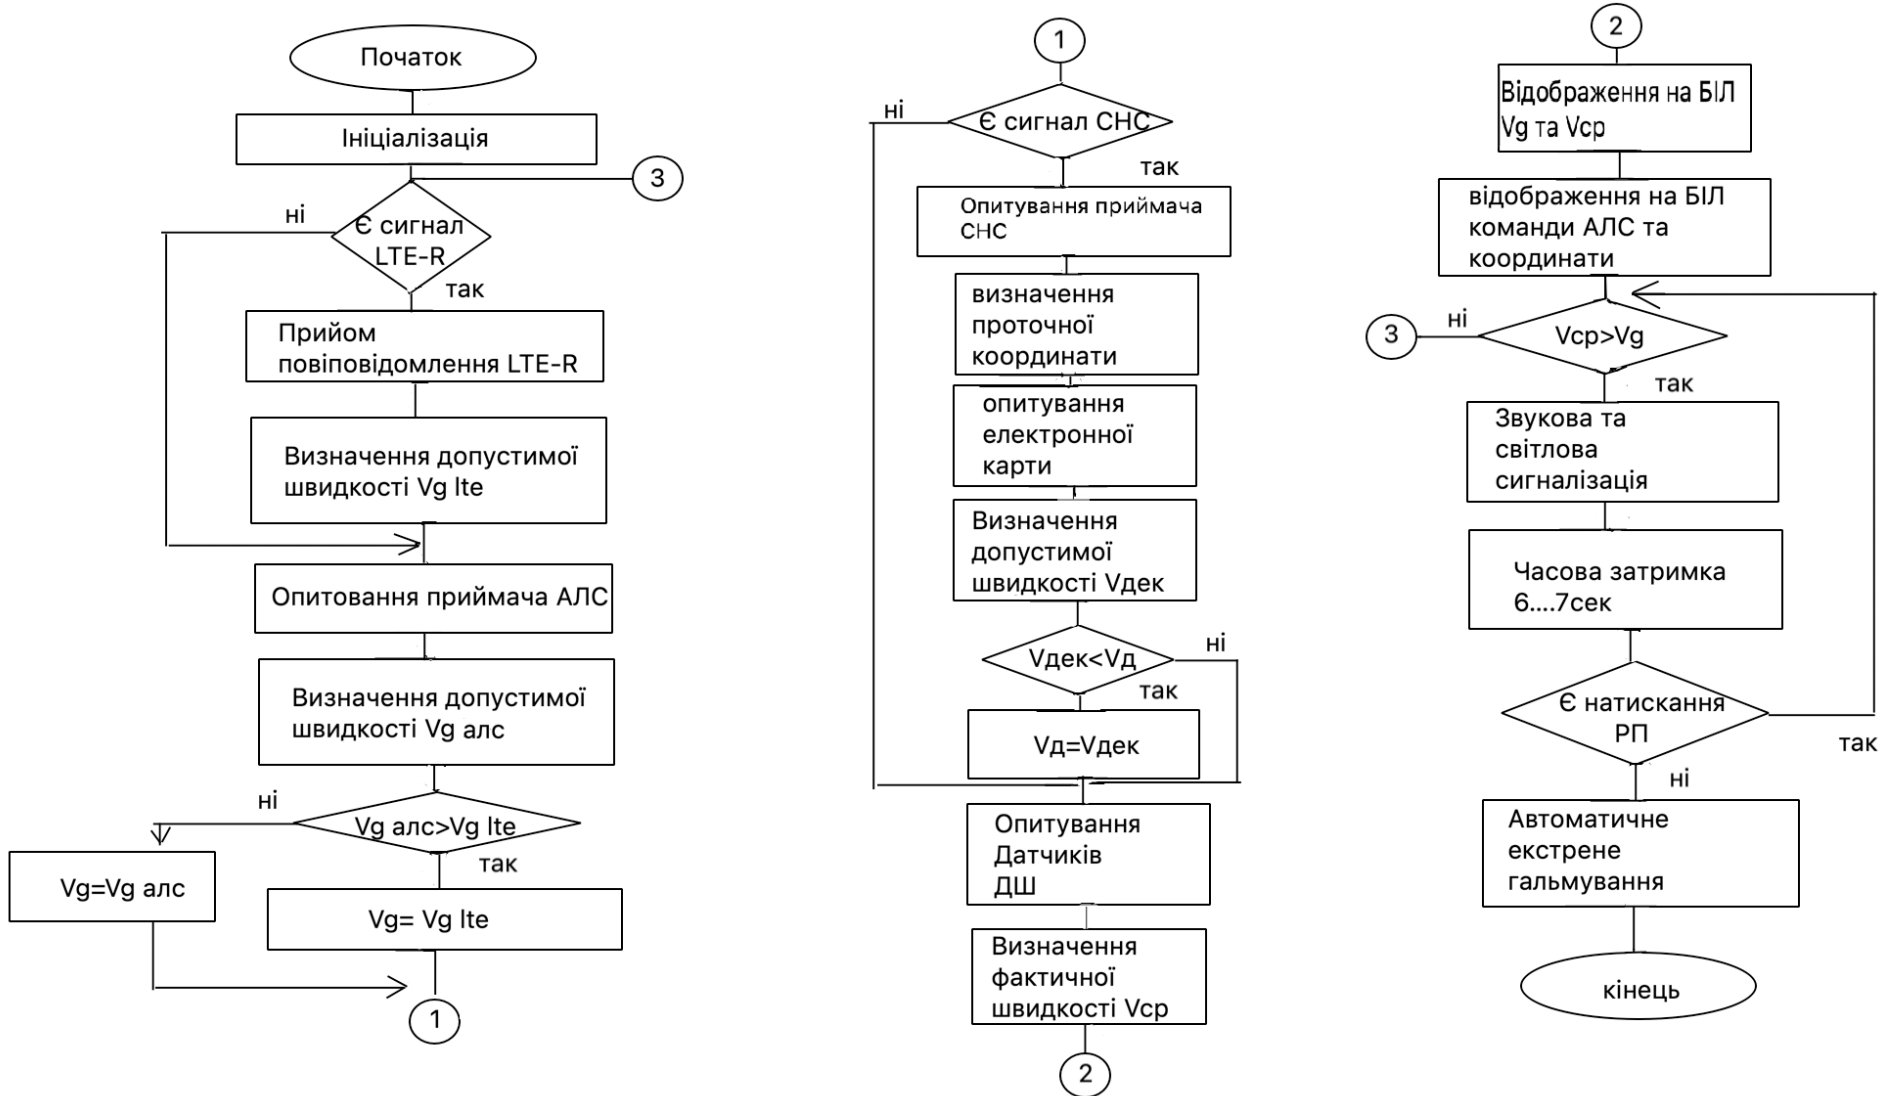 Початок
Ініціалізація
3
ні
Є сигнал
LTE-R
так
Прийом
повіповідомлення LTE-R
Визначення допустимої
швидкості Vg lte
Опитовання приймача АЛС
Визначення допустимої
швидкості Vg алс
ні
Vg алс>Vg lte
так
Vg=Vg алс
Vg= Vg lte
1
1
ні
Є сигнал СНС
так
Опитування приймача
СНС
визначення
проточної
координати
опитування
електронної
карти
Визначення
допустимої
швидкості Vдек
ні
Vдек<Vд
так
Vд=Vдек
Опитування
Датчиків
ДШ
Визначення
фактичної
швидкості Vср
2
2
Відображення на БІЛ
Vg та Vср
відображення на БІЛ
команди АЛС та
координати
3
ні
Vср>Vg
так
Звукова та
світлова
сигналізація
Часова затримка
6....7сек
Є натискання
РП
так
ні
Автоматичне
екстрене
гальмування
кінець